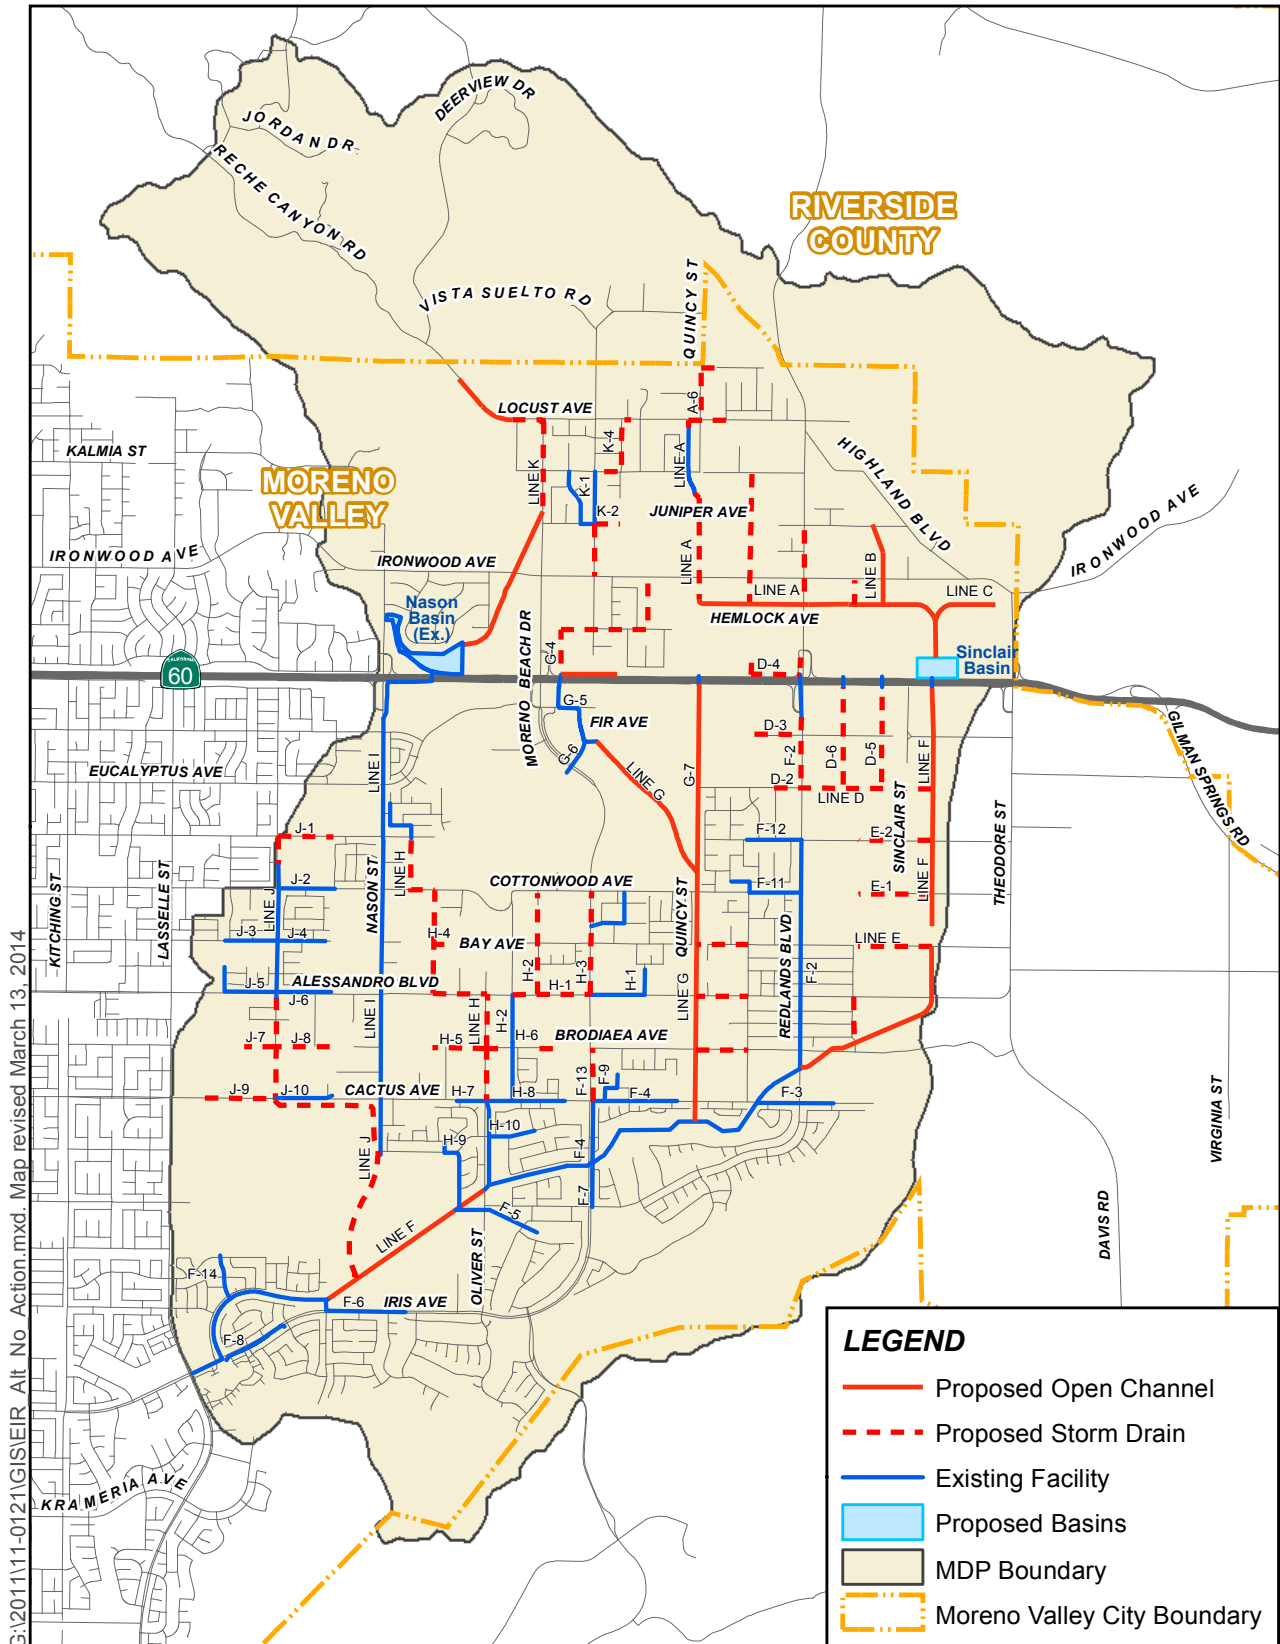 DEERVIEW DR
JORDAN DR
RECHE CANYON RD
RIVERSIDE
COUNTY
VISTA SUELTO RD
QUINCY ST
LOCUST AVE
A-6
KALMIA ST
K-4
LINE A
HIGHLAND BLVD
MORENO
VALLEY
LINE K
K-1
K-2
JUNIPER AVE
IRONWOOD AVE
IRONWOOD AVE
IRONWOOD AVE
LINE A
LINE B
LINE A
LINE C
Nason
Basin
(Ex.)
HEMLOCK AVE
MORENO BEACH DR
G-4
D-4
Sinclair
Basin
CALIFORNIA
60
G-5
FIR AVE
D-3
F-2
D-6
D-5
LINE F
GILMAN SPRINGS RD
G-6
LINE G
G-7
EUCALYPTUS AVE
LINE I
D-2
LINE D
SINCLAIR ST
THEODORE ST
J-1
F-12
E-2
LINE H
KITCHING ST
LASSELLE ST
NASON ST
J-2
COTTONWOOD AVE
F-11
E-1
LINE F
LINE J
QUINCY ST
J-3
J-4
H-4
BAY AVE
LINE E
REDLANDS BLVD
F-2
H-2
H-3
H-1
H-1
J-5
ALESSANDRO BLVD
J-6
LINE I
LINE H
H-2
LINE G
J-7
J-8
H-5
H-6
BRODIAEA AVE
J-9
J-10
CACTUS AVE
H-7
H-8
F-13
F-9
F-4
F-3
H-10
H-9
F-4
LINE J
F-7
F-5
LINE F
OLIVER ST
VIRGINIA ST
DAVIS RD
F-14
F-6
IRIS AVE
F-8
KRAMERIA AVE
LEGEND
Proposed Open Channel
Proposed Storm Drain
Existing Facility
Proposed Basins
MDP Boundary
Moreno Valley City Boundary
G:\2011\11-0121\GIS\EIR_Alt_No_Action.mxd. Map revised March 13, 2014